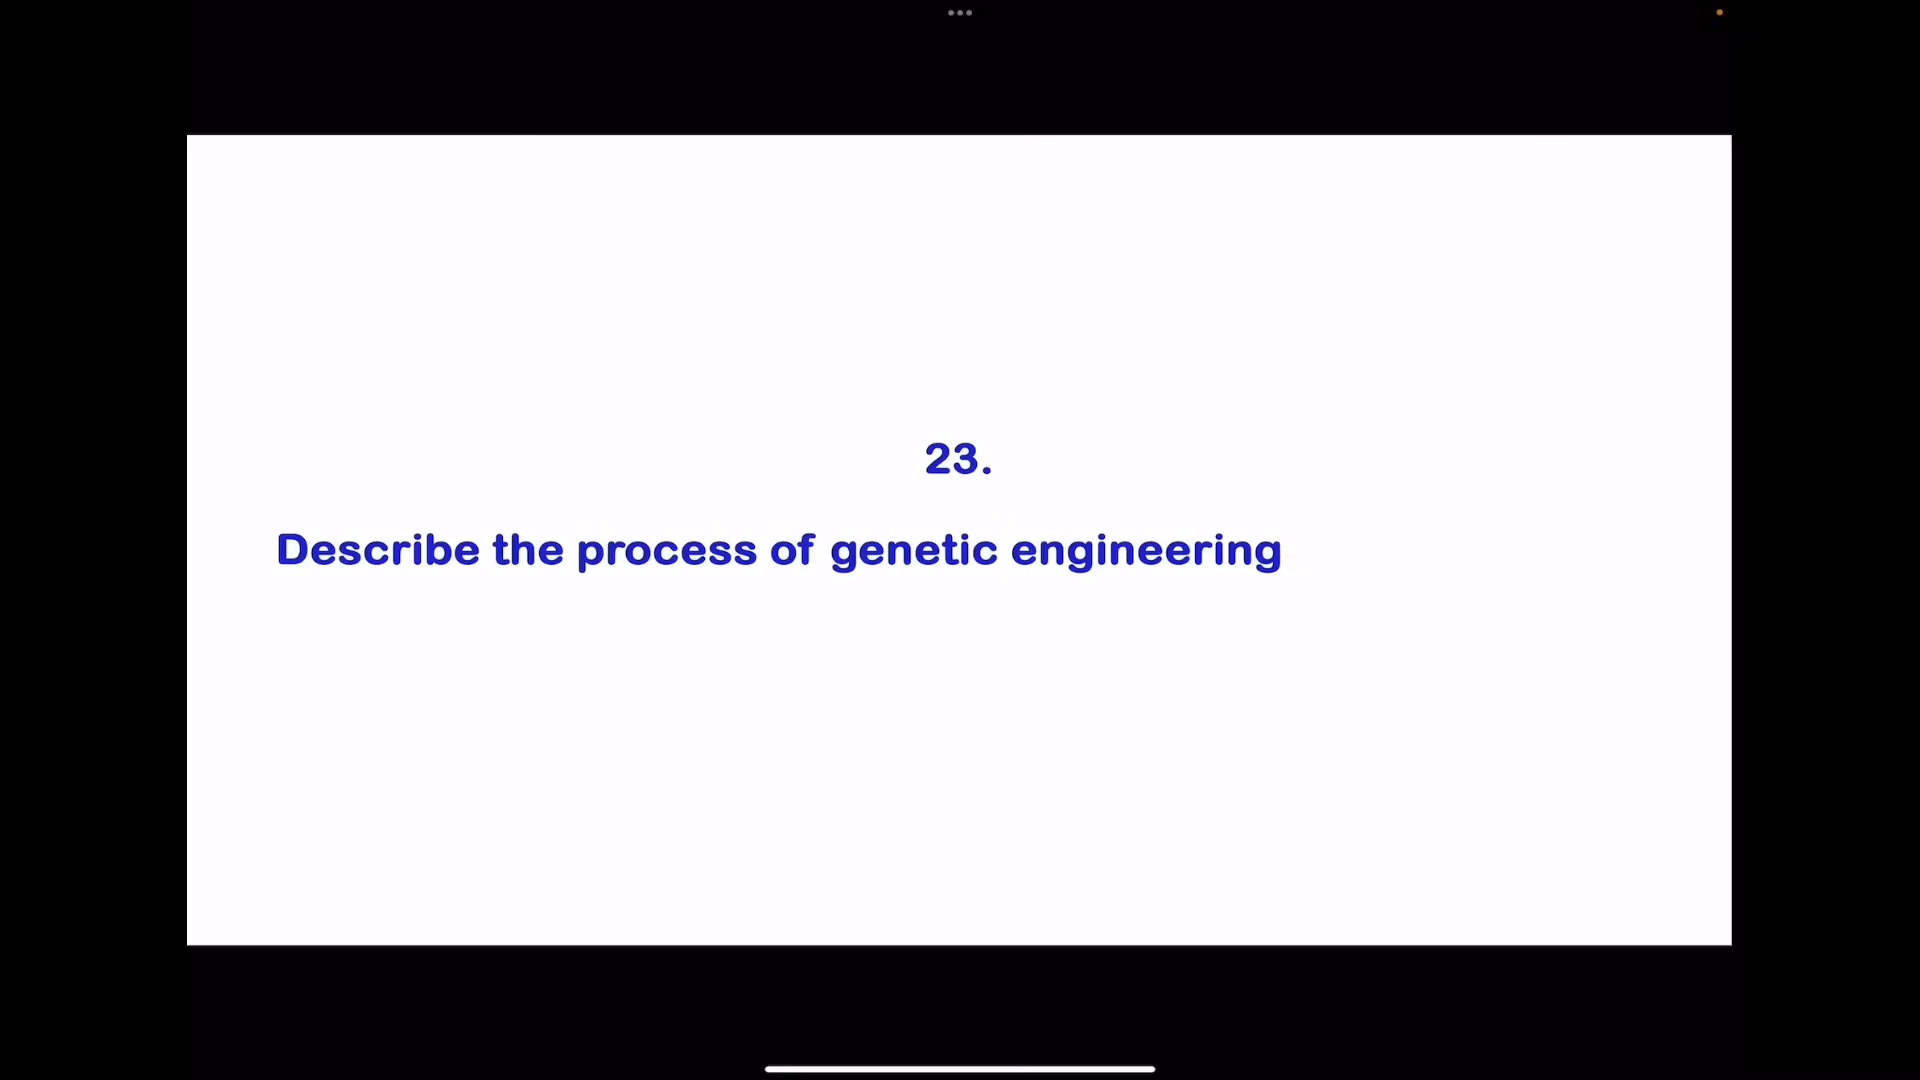 23.
Describe the process of genetic engineering